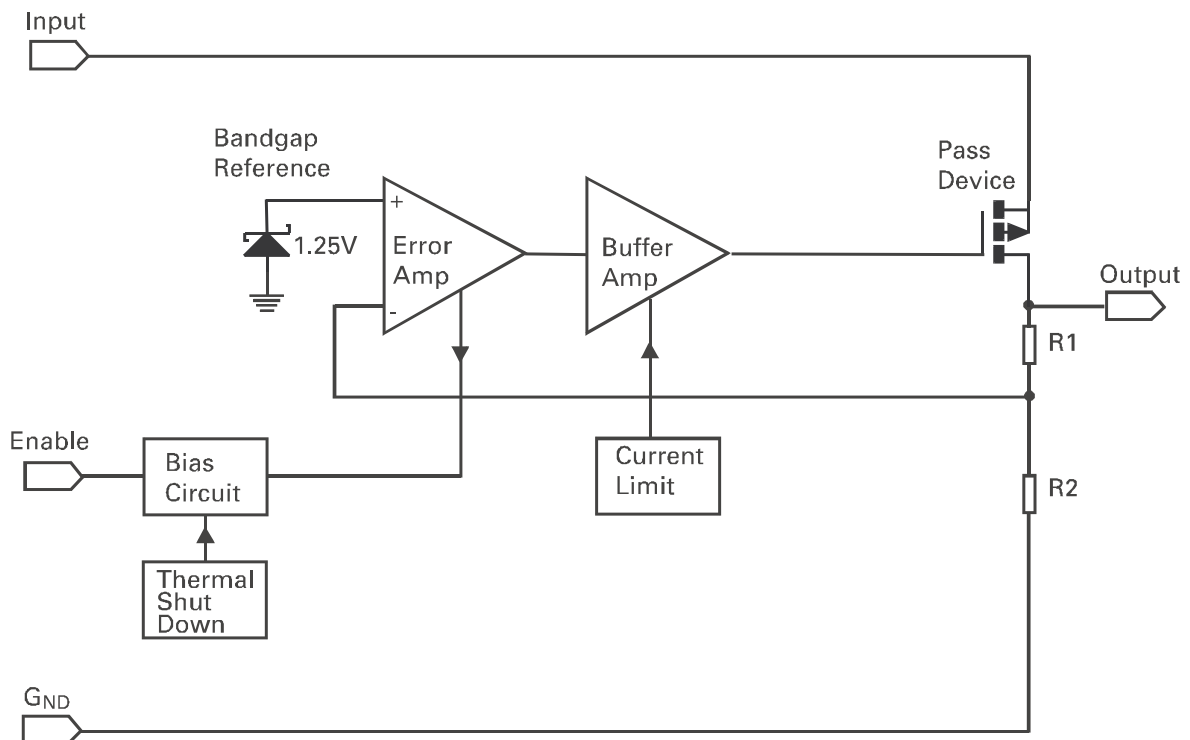 Input
Bandgap
Reference
Pass
Device
+
1.25V
Error
Amp
Buffer
Amp
Output
-
R1
Enable
Bias
Circuit
Current
Limit
R2
Thermal
Shut
Down
GND